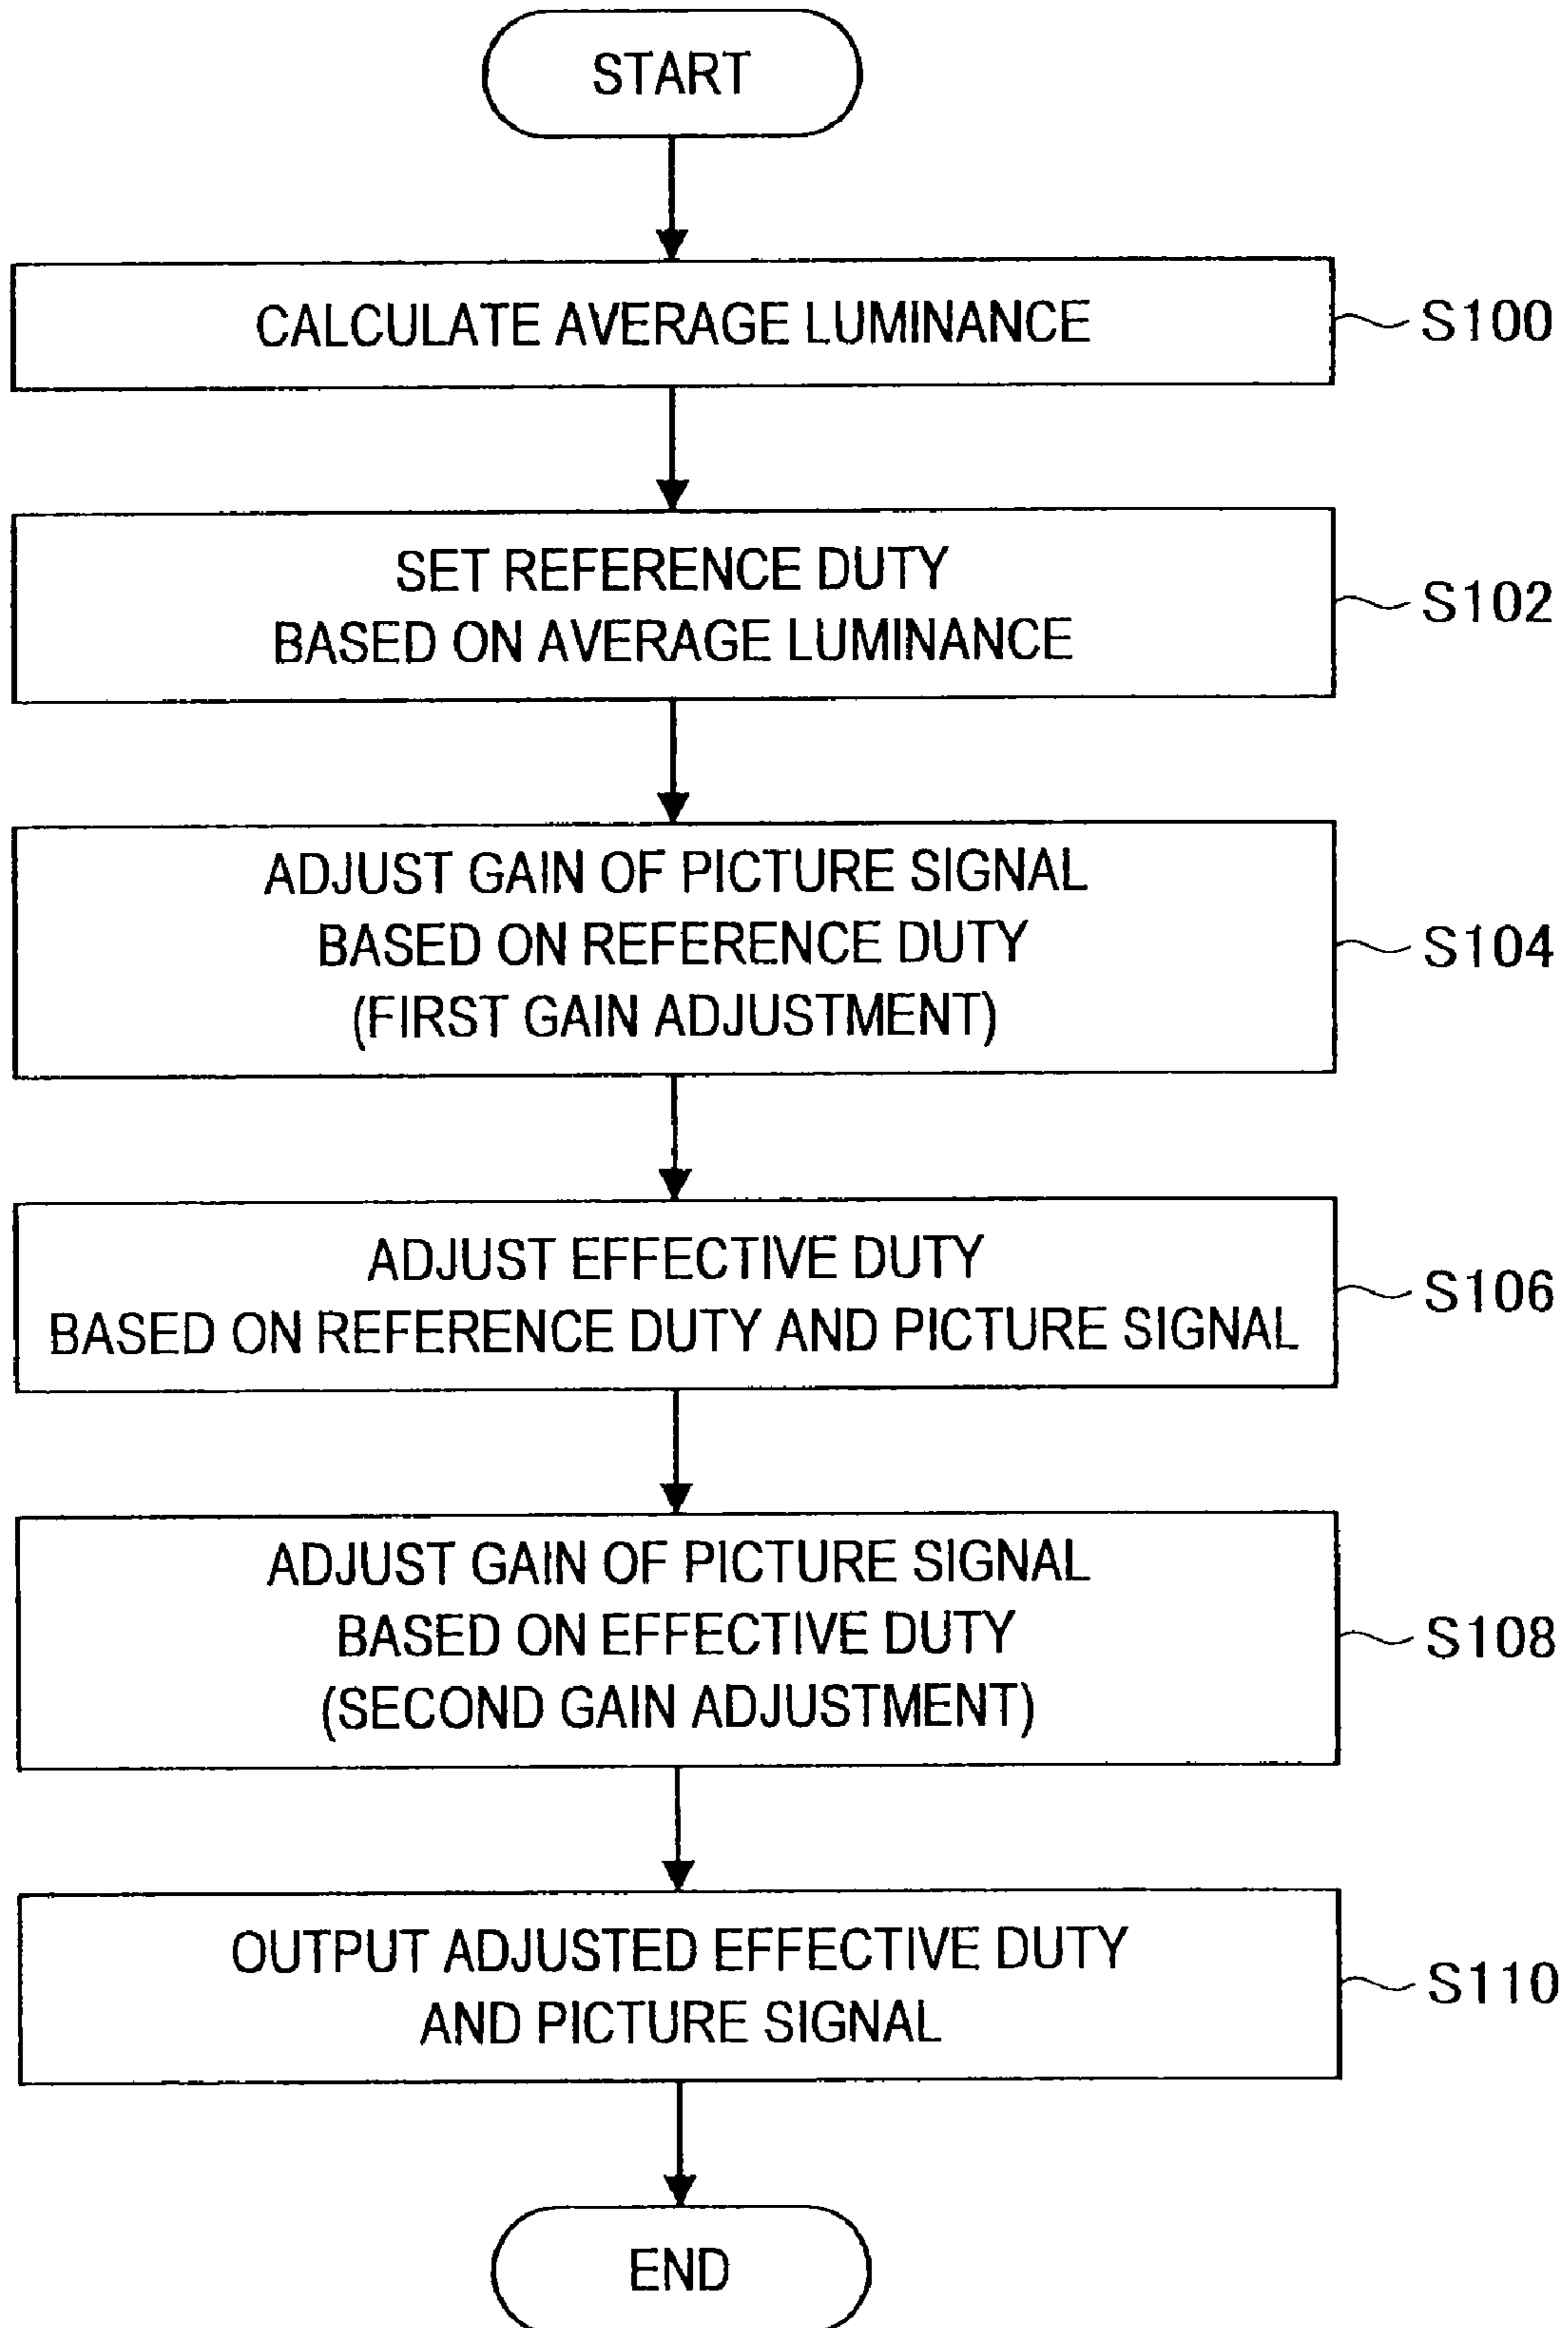 START
CALCULATE AVERAGE LUMINANCE
S100
SET REFERENCE DUTY
BASED ON AVERAGE LUMINANCE
S102
ADJUST GAIN OF PICTURE SIGNAL
BASED ON REFERENCE DUTY
(FIRST GAIN ADJUSTMENT)
S104
ADJUST EFFECTIVE DUTY
BASED ON REFERENCE DUTY AND PICTURE SIGNAL
S106
ADJUST GAIN OF PICTURE SIGNAL
BASED ON EFFECTIVE DUTY
(SECOND GAIN ADJUSTMENT)
S108
OUTPUT ADJUSTED EFFECTIVE DUTY
AND PICTURE SIGNAL
S110
END